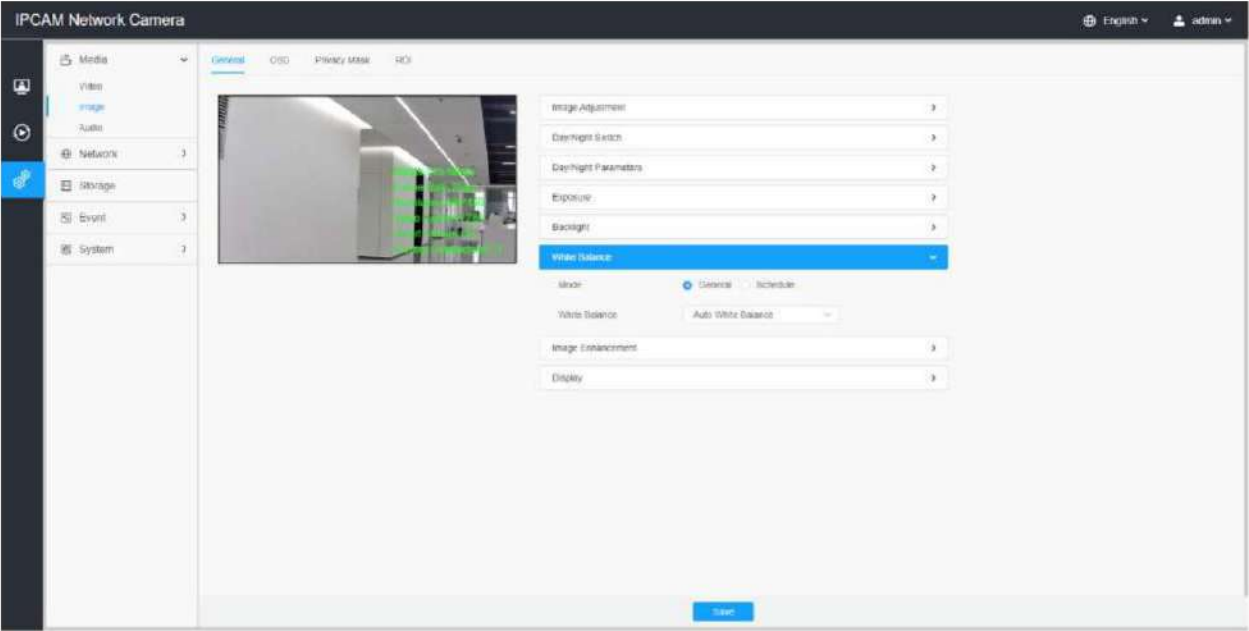 IPCAM Network Camera
English
admin
Media
Video
Image
Audio
Network
Storage
Event
System
General OSD Privacy Mask ROI
Image Adjustment
Day/Night Switch
Day/Night Parameters
Exposure
Backlight
White Balance
Mode General Schedule
White Balance Auto White Balance
Image Enhancement
Display
Save